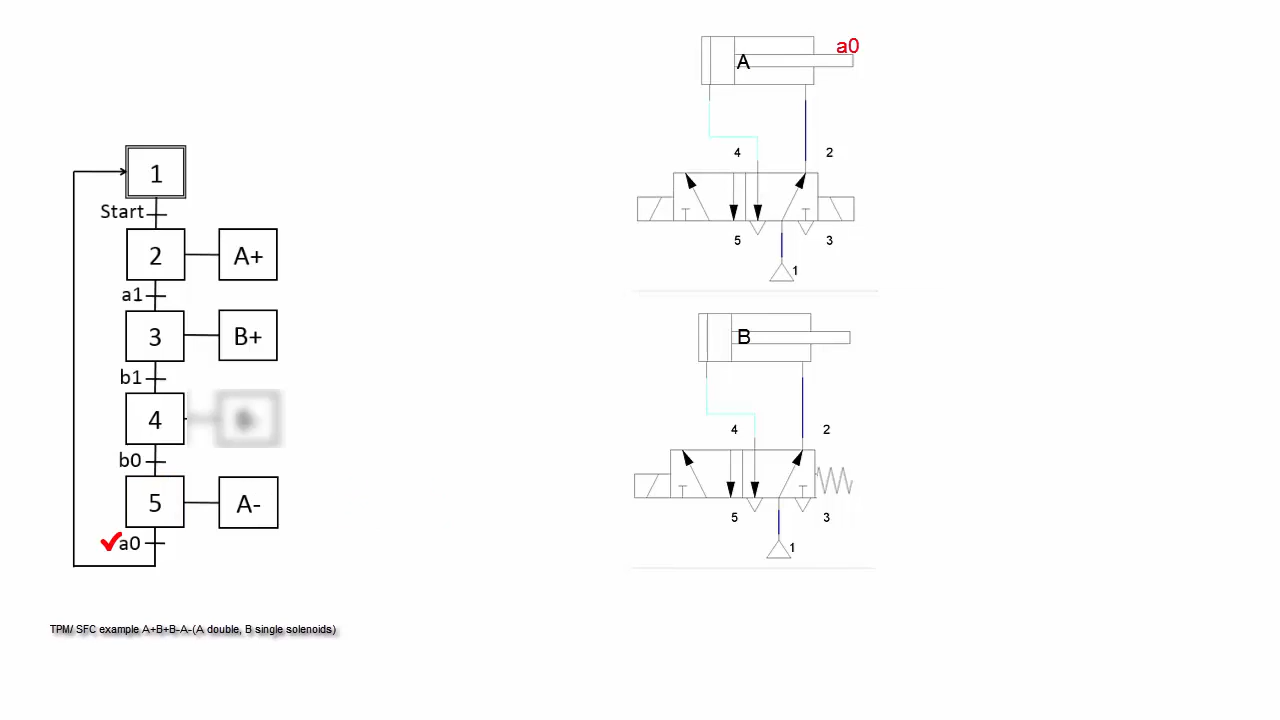 1
Start
2 A+
a1
3 B+
b1
4
b0
5 A-
a0
TPM/ SFC example A+B+B-A-(A double, B single solenoids)
a0
A
4 2
5 3
1
B
4 2
5 3
1